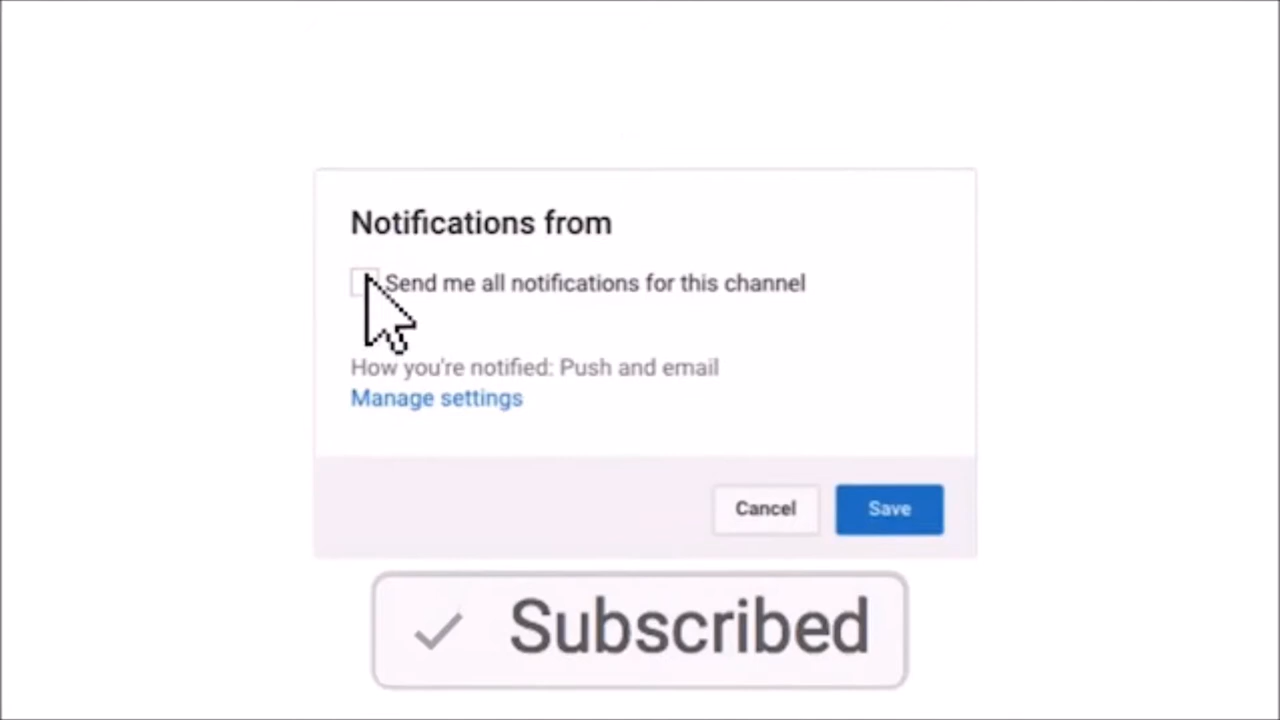 Notifications from
Send me all notifications for this channel
How you're notified: Push and email
Manage settings
Cancel Save
Subscribed